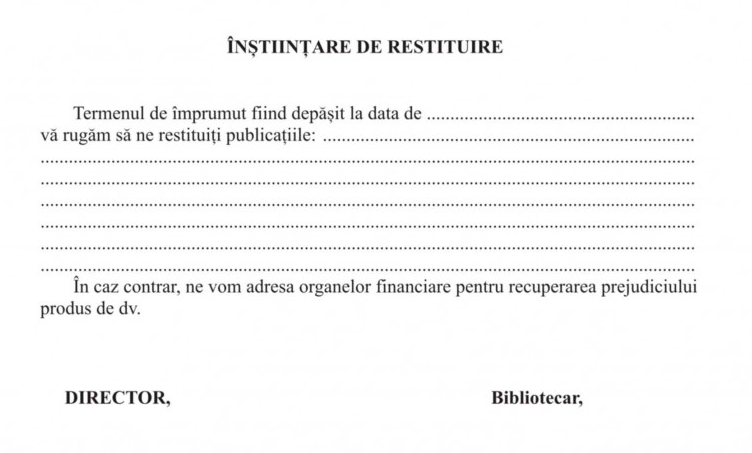 ÎNȘTIINȚARE DE RESTITUIRE
Termenul de împrumut fiind depășit la data de ..........................................................
vă rugăm să ne restituiți publicațiile: ................................................................................
..............................................................................................................................................
..............................................................................................................................................
..............................................................................................................................................
..............................................................................................................................................
..............................................................................................................................................
..............................................................................................................................................
În caz contrar, ne vom adresa organelor financiare pentru recuperarea prejudiciului
produs de dv.
DIRECTOR, Bibliotecar,